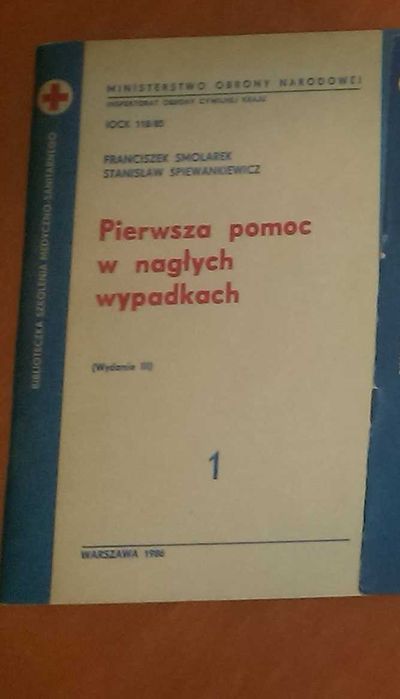 MINISTERSTWO OBRONY NARODOWEJ
INSPEKTORAT OBRONY CYWILNEJ KRAJU
IOCK 118/85
FRANCISZEK SMOLAREK
STANISŁAW SPIEWANKIEWICZ
Pierwsza pomoc
w nagłych
wypadkach
(Wydanie III)
1
WARSZAWA 1986
BIBLIOTECZKA SZKOLENIA MEDYCZNO-SANITARNEGO